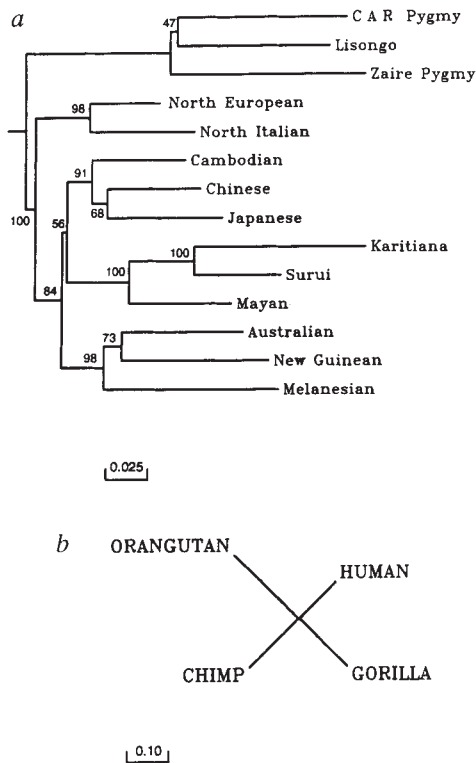 a
47
C A R Pygmy
Lisongo
Zaire Pygmy
98
North European
North Italian
91
Cambodian
Chinese
68
Japanese
100
56
100
Karitiana
100
Surui
Mayan
84
73
Australian
New Guinean
98
Melanesian
0.025
b
ORANGUTAN
HUMAN
CHIMP
GORILLA
0.10